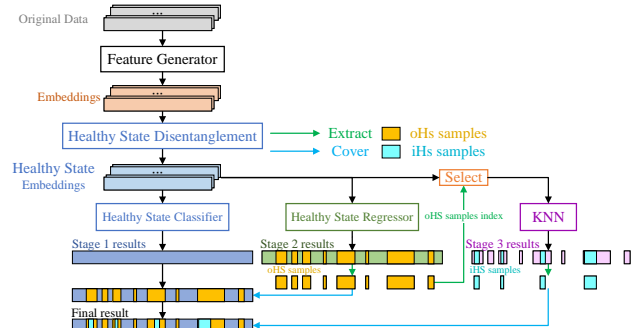 Original Data
...
Feature Generator
Embeddings
...
Healthy State Disentanglement
Extract
oHs samples
Cover
iHs samples
Healthy State
Embeddings
...
Select
Healthy State Classifier
Healthy State Regressor
oHS samples index
KNN
Stage 1 results
Stage 2 results
Stage 3 results
oHS samples
iHS samples
Final result